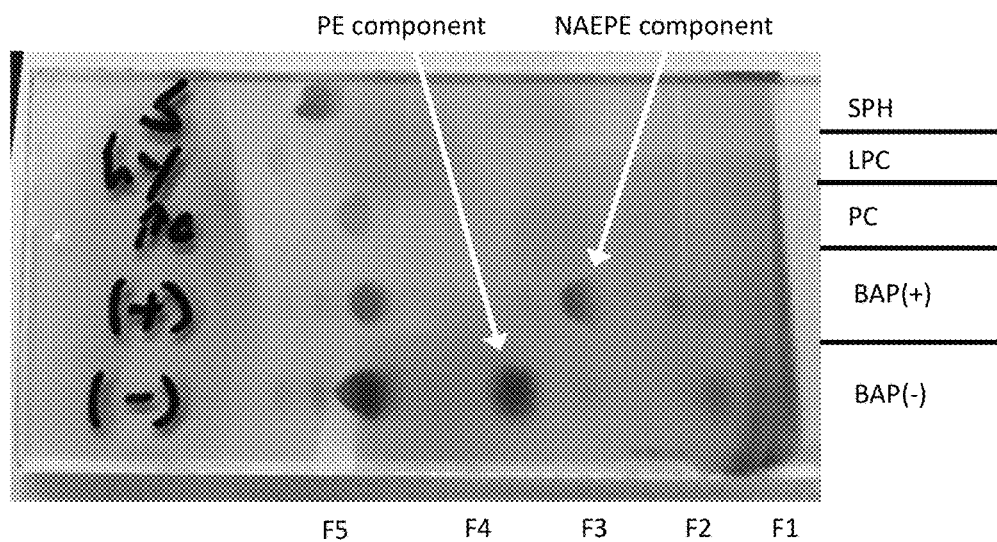 PE component NAEPE component
SPH
LPC
PC
(+) BAP(+)
(-) BAP(-)
F5 F4 F3 F2 F1